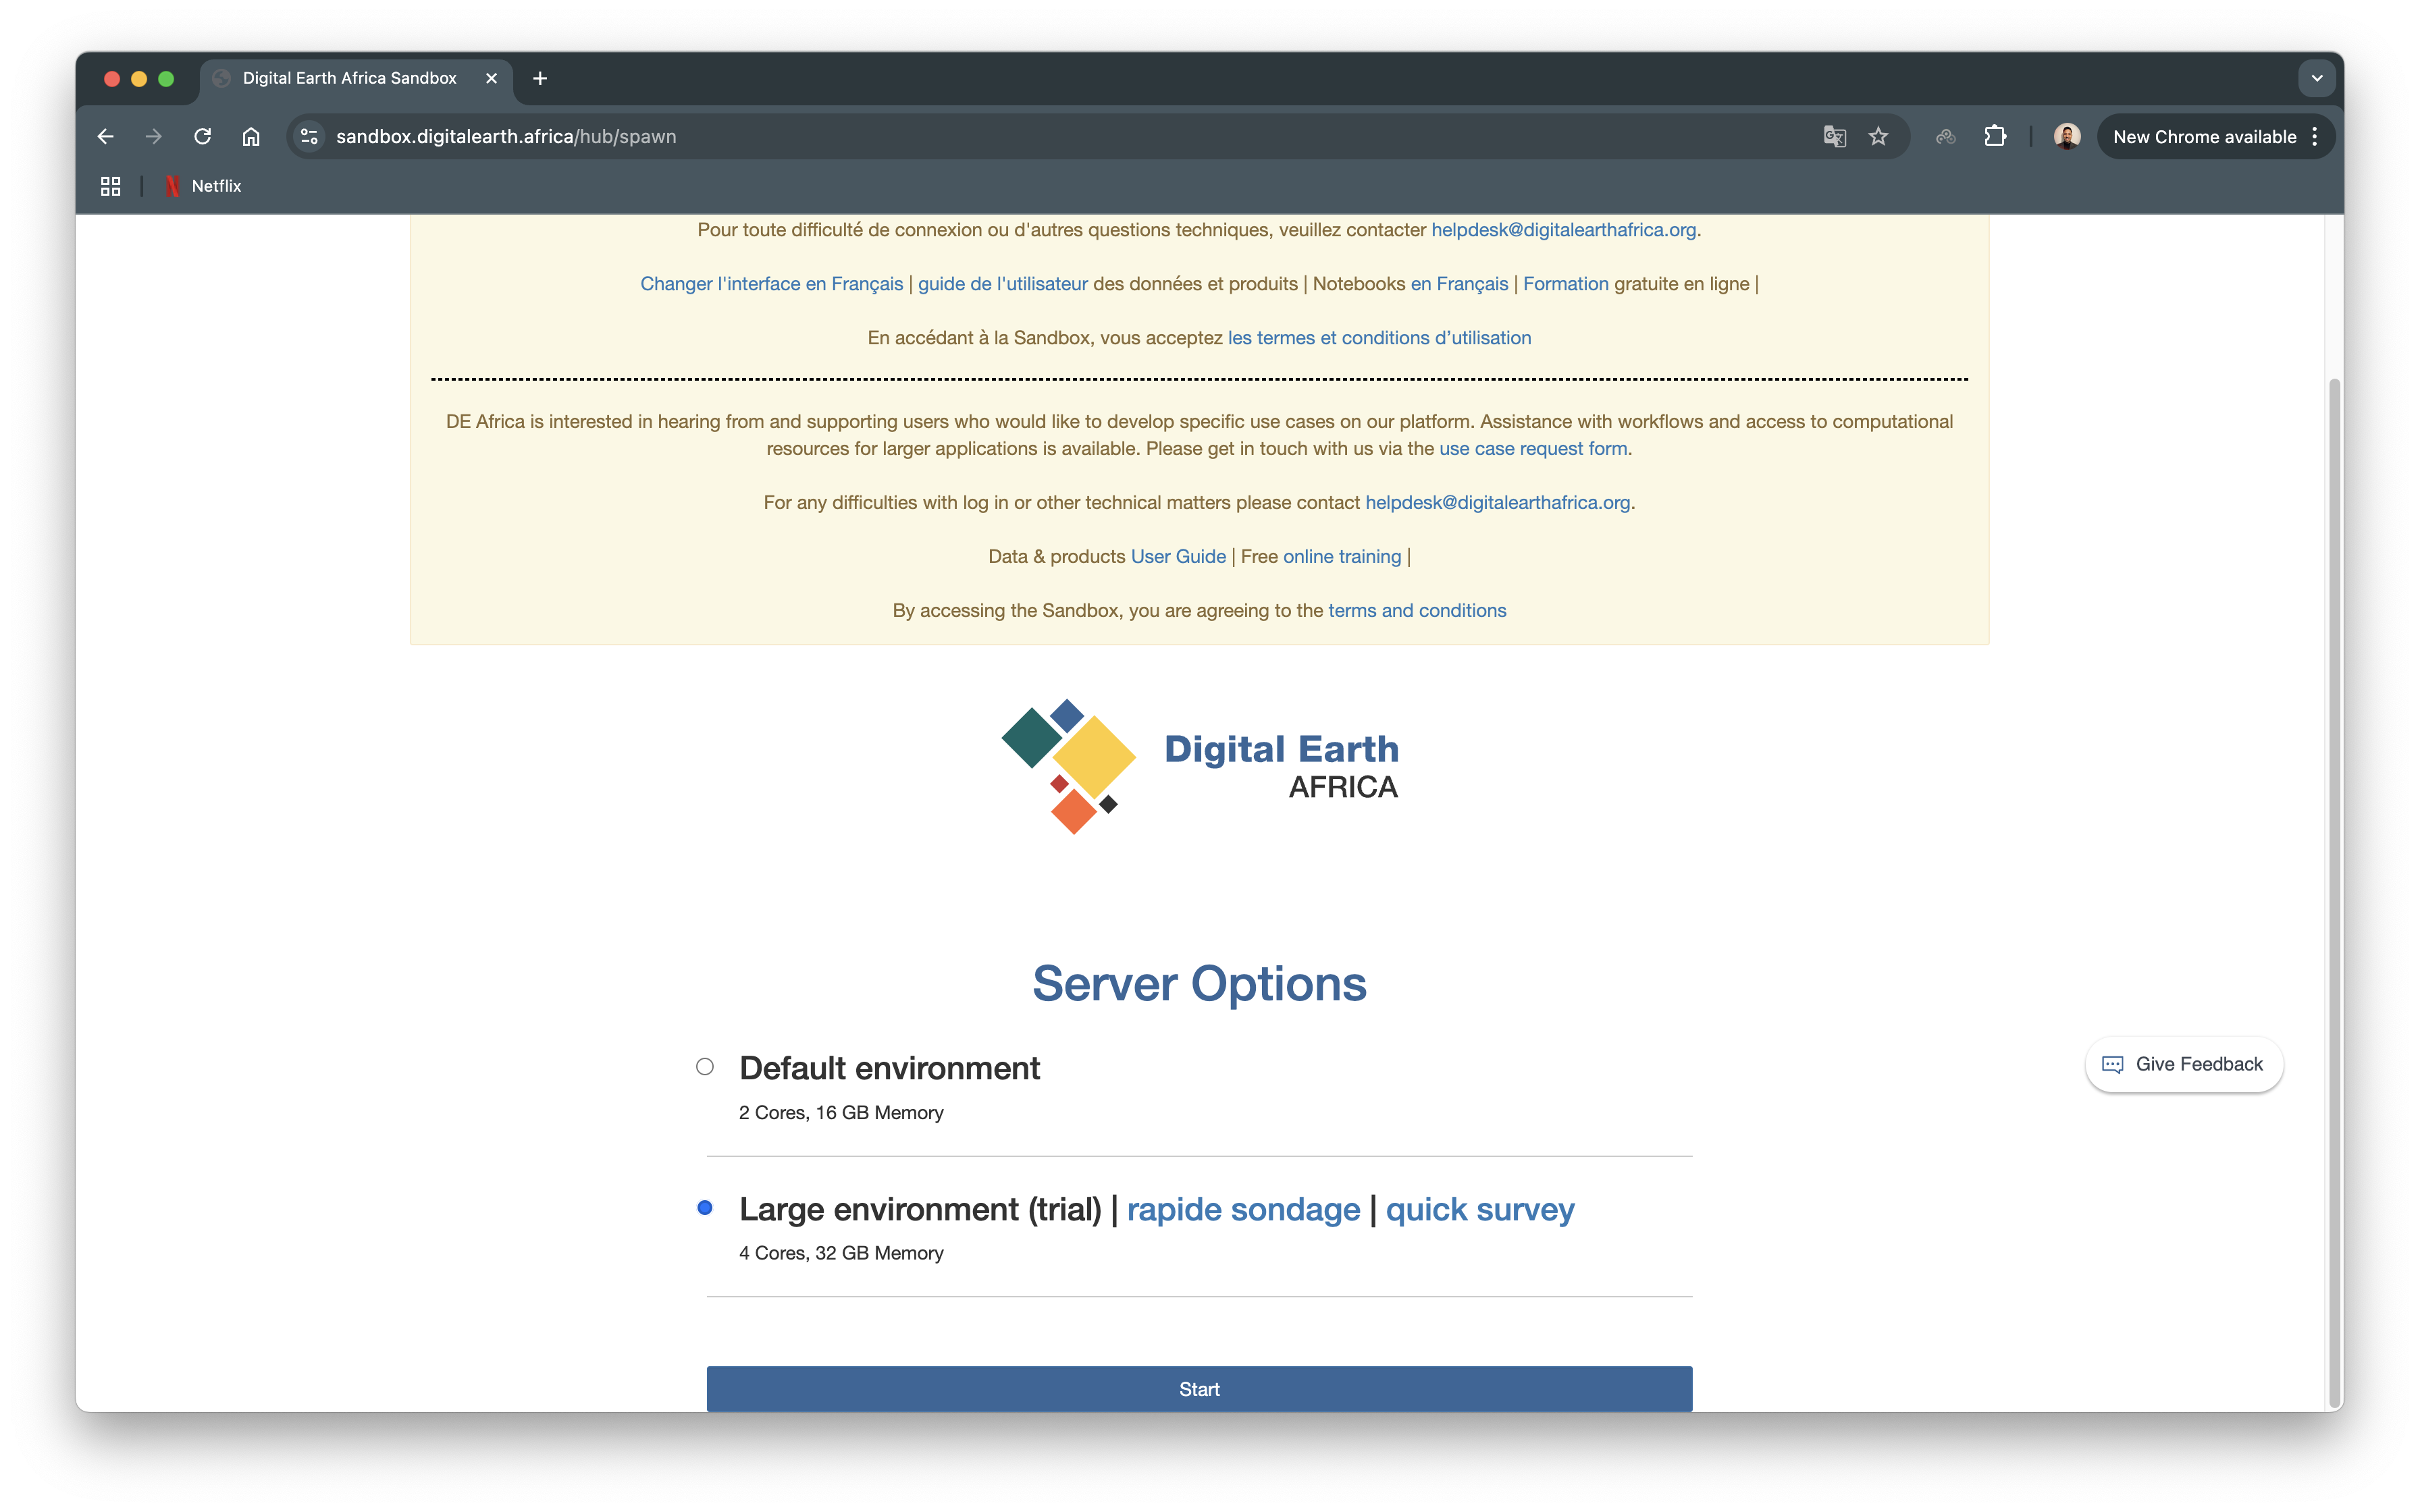 Digital Earth Africa Sandbox
sandbox.digitalearth.africa/hub/spawn
New Chrome available
Netflix
Pour toute difficulté de connexion ou d'autres questions techniques, veuillez contacter helpdesk@digitalearthafrica.org.
Changer l'interface en Français | guide de l'utilisateur des données et produits | Notebooks en Français | Formation gratuite en ligne |
En accédant à la Sandbox, vous acceptez les termes et conditions d’utilisation
DE Africa is interested in hearing from and supporting users who would like to develop specific use cases on our platform. Assistance with workflows and access to computational
resources for larger applications is available. Please get in touch with us via the use case request form.
For any difficulties with log in or other technical matters please contact helpdesk@digitalearthafrica.org.
Data & products User Guide | Free online training |
By accessing the Sandbox, you are agreeing to the terms and conditions
Digital Earth
AFRICA
Server Options
Default environment
2 Cores, 16 GB Memory
Give Feedback
Large environment (trial) | rapide sondage | quick survey
4 Cores, 32 GB Memory
Start